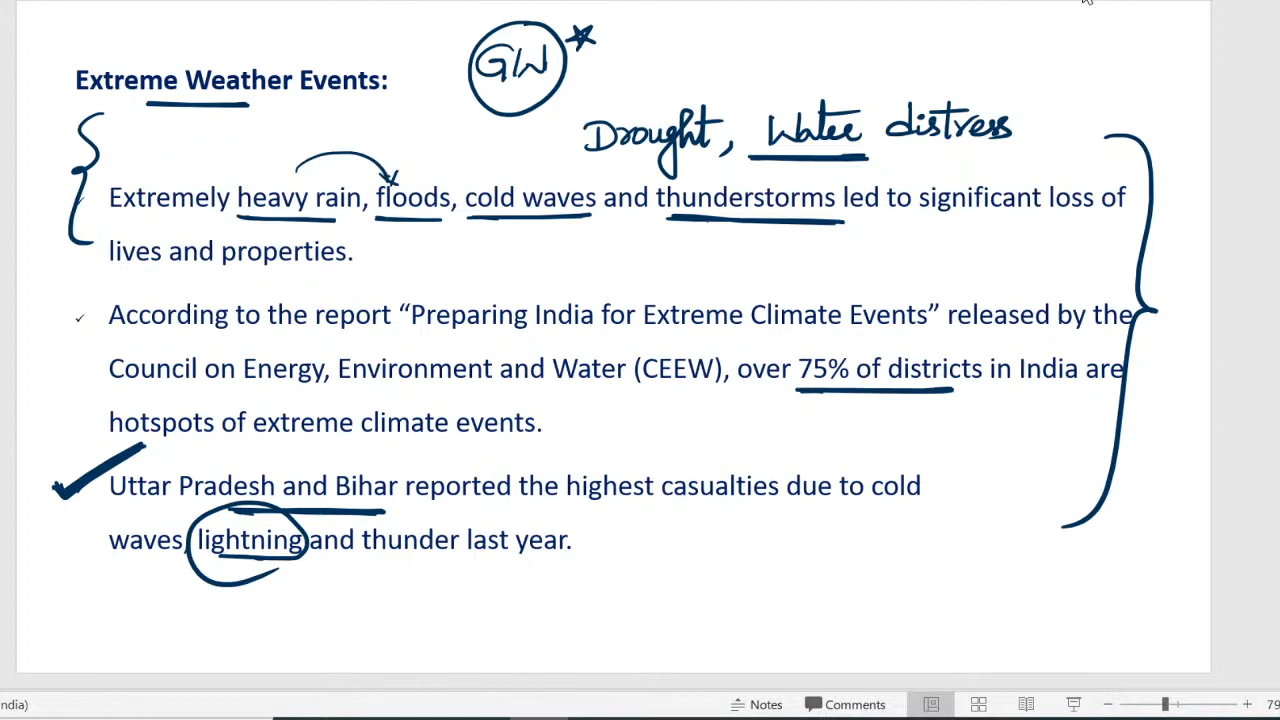 GW
Extreme Weather Events:
Drought, Water distress
Extremely heavy rain, floods, cold waves and thunderstorms led to significant loss of
lives and properties.
According to the report “Preparing India for Extreme Climate Events” released by the
Council on Energy, Environment and Water (CEEW), over 75% of districts in India are
hotspots of extreme climate events.
Uttar Pradesh and Bihar reported the highest casualties due to cold
waves, lightning and thunder last year.
ndia)
Notes
Comments
79